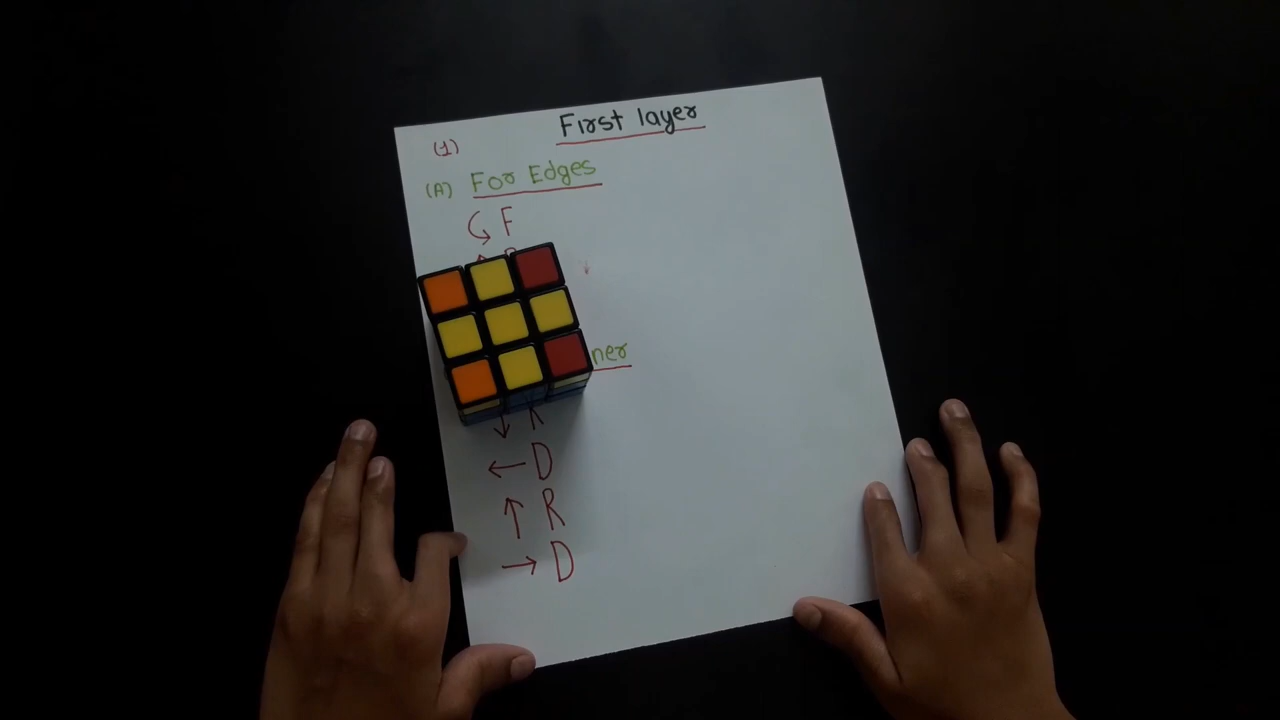 First layer
(1)
(A) For Edges
F
ner
↓ R
← D
↑ R
→ D